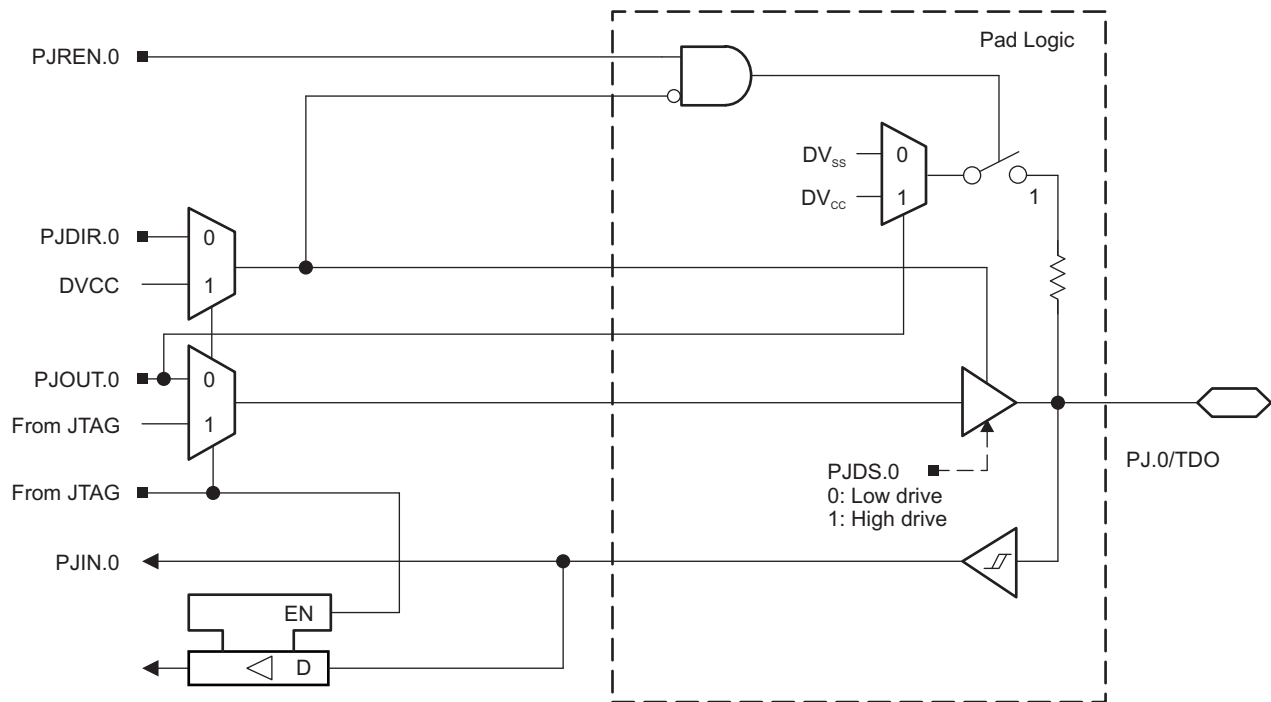 Pad Logic
PJREN.0
DVSS 0
DVCC 1
1
PJDIR.0 0
DVCC 1
PJOUT.0 0
From JTAG 1
PJDS.0
0: Low drive
1: High drive
PJ.0/TDO
From JTAG
PJIN.0
EN
D